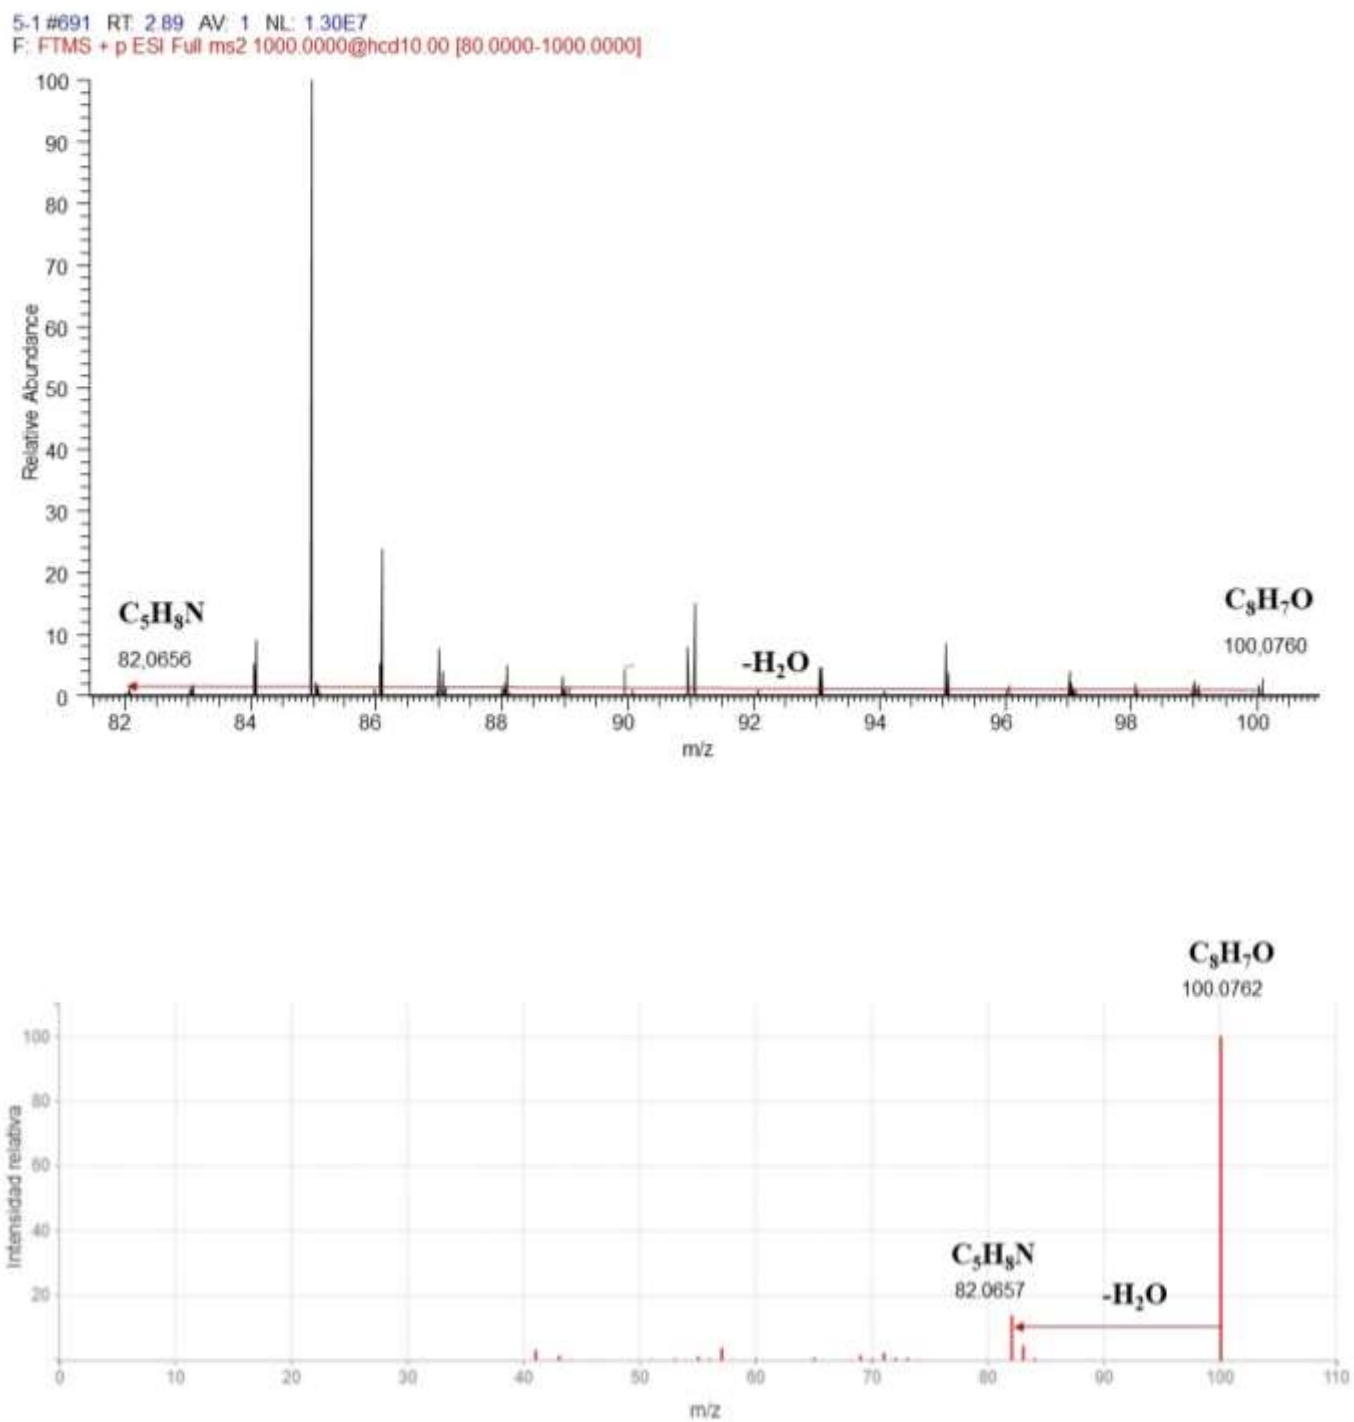 5-1 #691 RT: 2.89 AV: 1 NL: 1.30E7
F: FTMS + p ESI Full ms2 1000.0000@hcd10.00 [80.0000-1000.0000]
100
90
80
70
60
50
40
30
20
10
0
Relative Abundance
C₅H₈N
82,0656
-H₂O
C₈H₇O
100,0760
82 84 86 88 90 92 94 96 98 100
m/z
C₈H₇O
100.0762
100
80
60
40
20
Intensidad relativa
C₅H₈N
82.0657
-H₂O
0 10 20 30 40 50 60 70 80 90 100 110
m/z